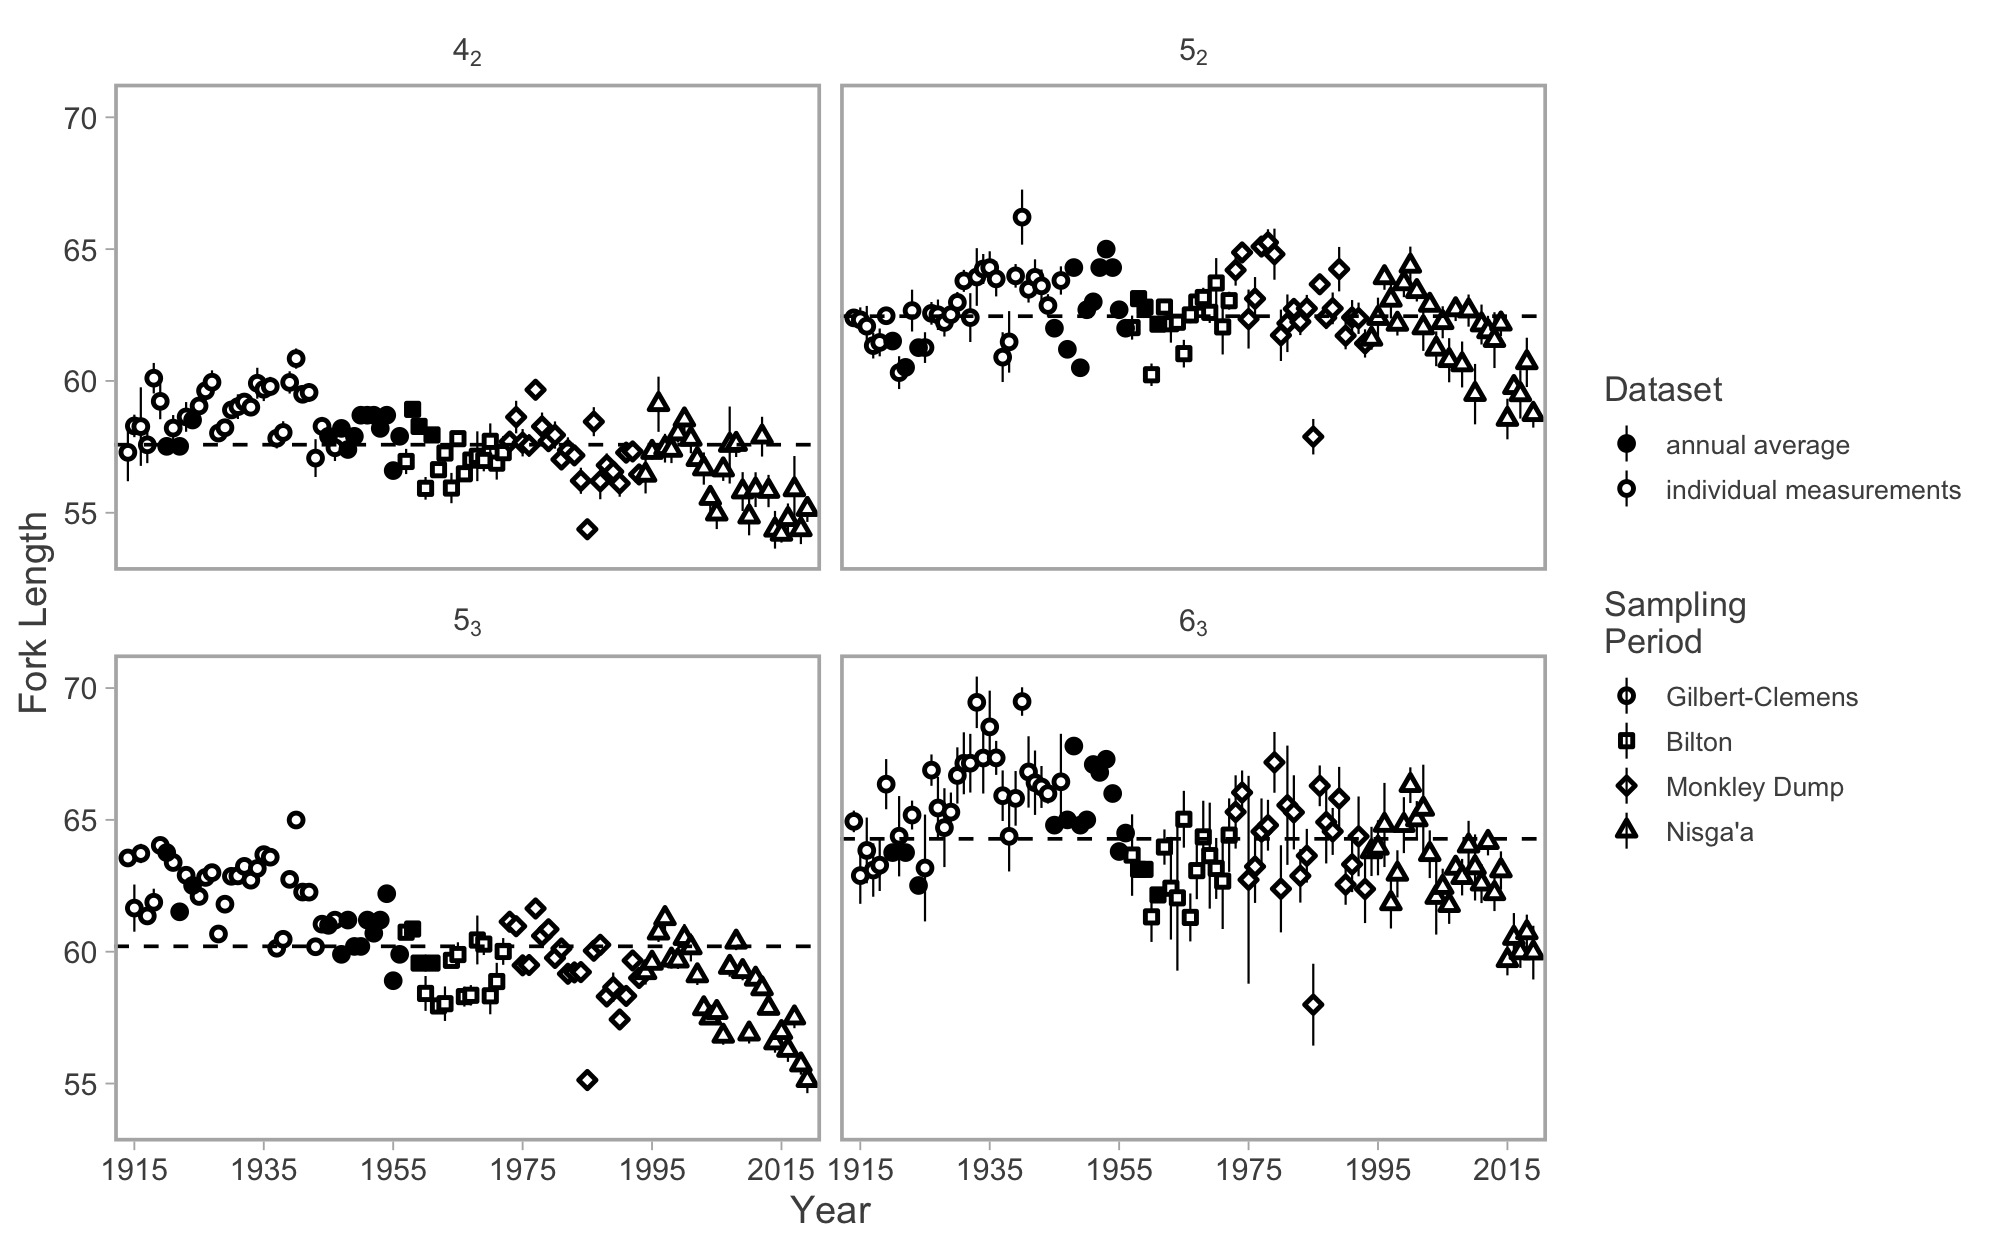 4₂
5₂
70
65
60
55
5₃
6₃
70
65
60
55
Fork Length
1915 1935 1955 1975 1995 2015
1915 1935 1955 1975 1995 2015
Year
Dataset
annual average
individual measurements
Sampling
Period
Gilbert-Clemens
Bilton
Monkley Dump
Nisga'a